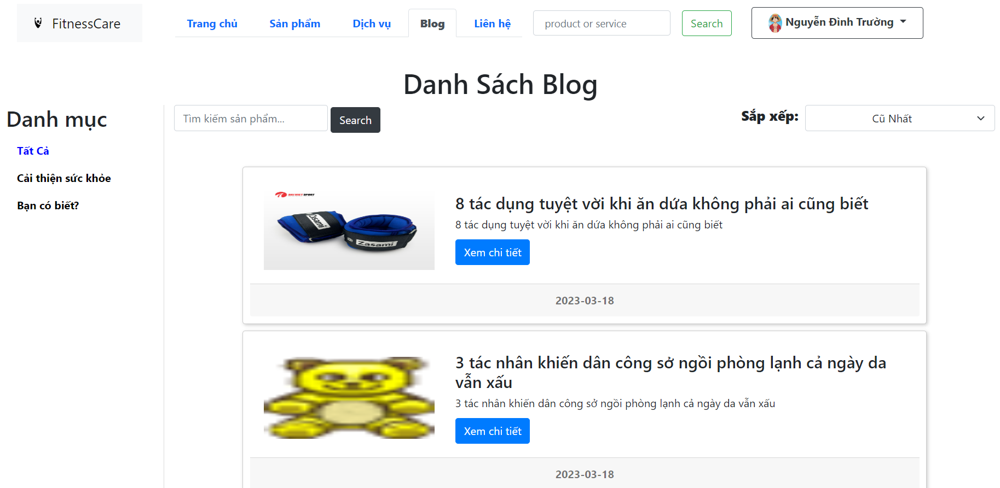 FitnessCare
Trang chủ
Sản phẩm
Dịch vụ
Blog
Liên hệ
product or service
Search
Nguyễn Đình Trường
Danh Sách Blog
Danh mục
Tất Cả
Cải thiện sức khỏe
Bạn có biết?
Tìm kiếm sản phẩm...
Search
Sắp xếp:
Cũ Nhất
DAI VIET SPORT
Zasami
Zasami
8 tác dụng tuyệt vời khi ăn dứa không phải ai cũng biết
8 tác dụng tuyệt vời khi ăn dứa không phải ai cũng biết
Xem chi tiết
2023-03-18
3 tác nhân khiến dân công sở ngồi phòng lạnh cả ngày da
vẫn xấu
3 tác nhân khiến dân công sở ngồi phòng lạnh cả ngày da vẫn xấu
Xem chi tiết
2023-03-18